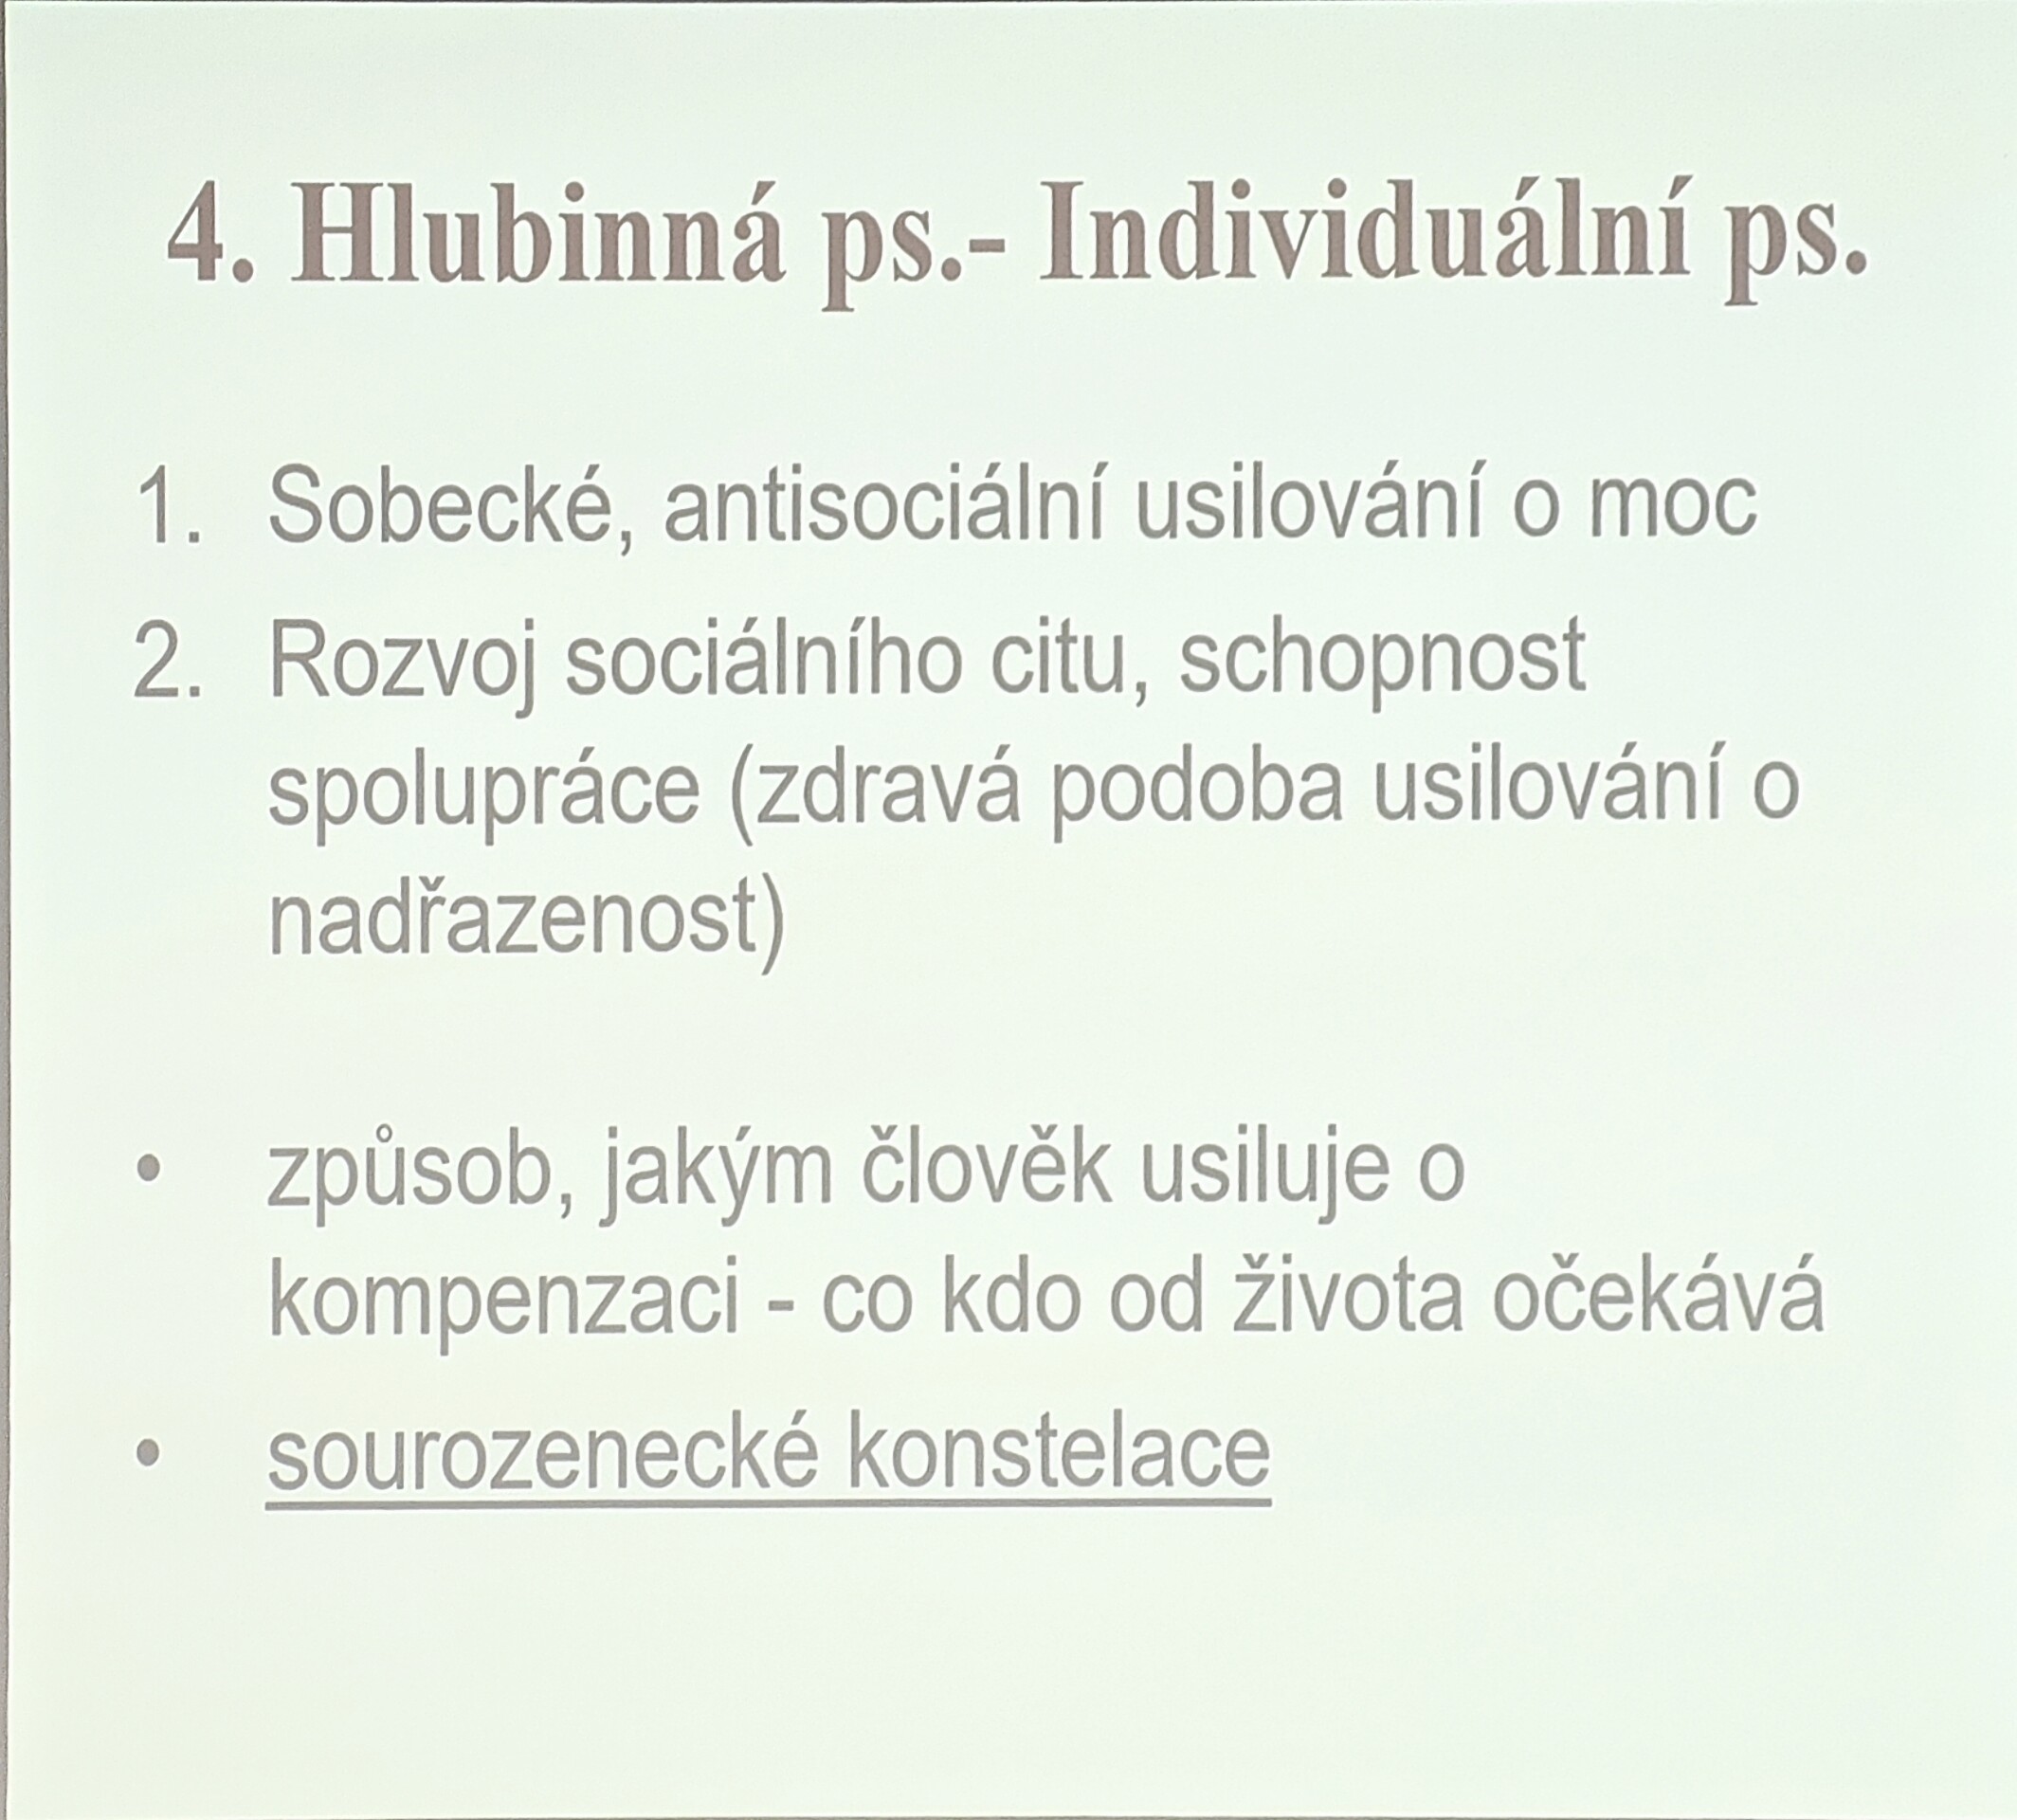 4. Hlubinná ps.- Individuální ps.
1. Sobecké, antisociální usilování o moc
2. Rozvoj sociálního citu, schopnost
spolupráce (zdravá podoba usilování o
nadřazenost)
• způsob, jakým člověk usiluje o
kompenzaci - co kdo od života očekává
• sourozenecké konstelace